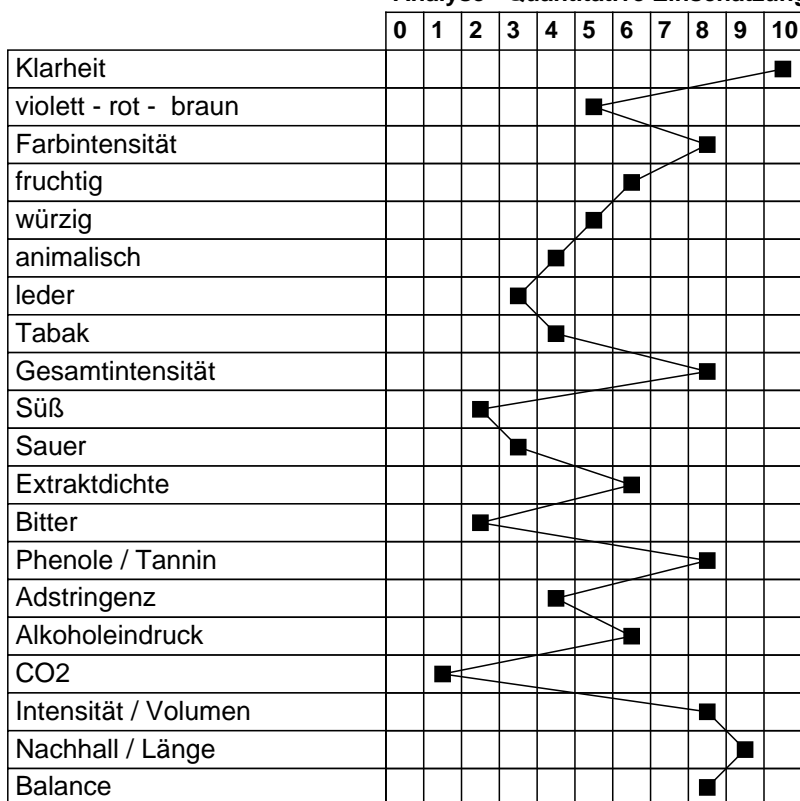 0 1 2 3 4 5 6 7 8 9 10
Klarheit
violett - rot - braun
Farbintensität
fruchtig
würzig
animalisch
leder
Tabak
Gesamtintensität
Süß
Sauer
Extraktdichte
Bitter
Phenole / Tannin
Adstringenz
Alkoholeindruck
CO2
Intensität / Volumen
Nachhall / Länge
Balance